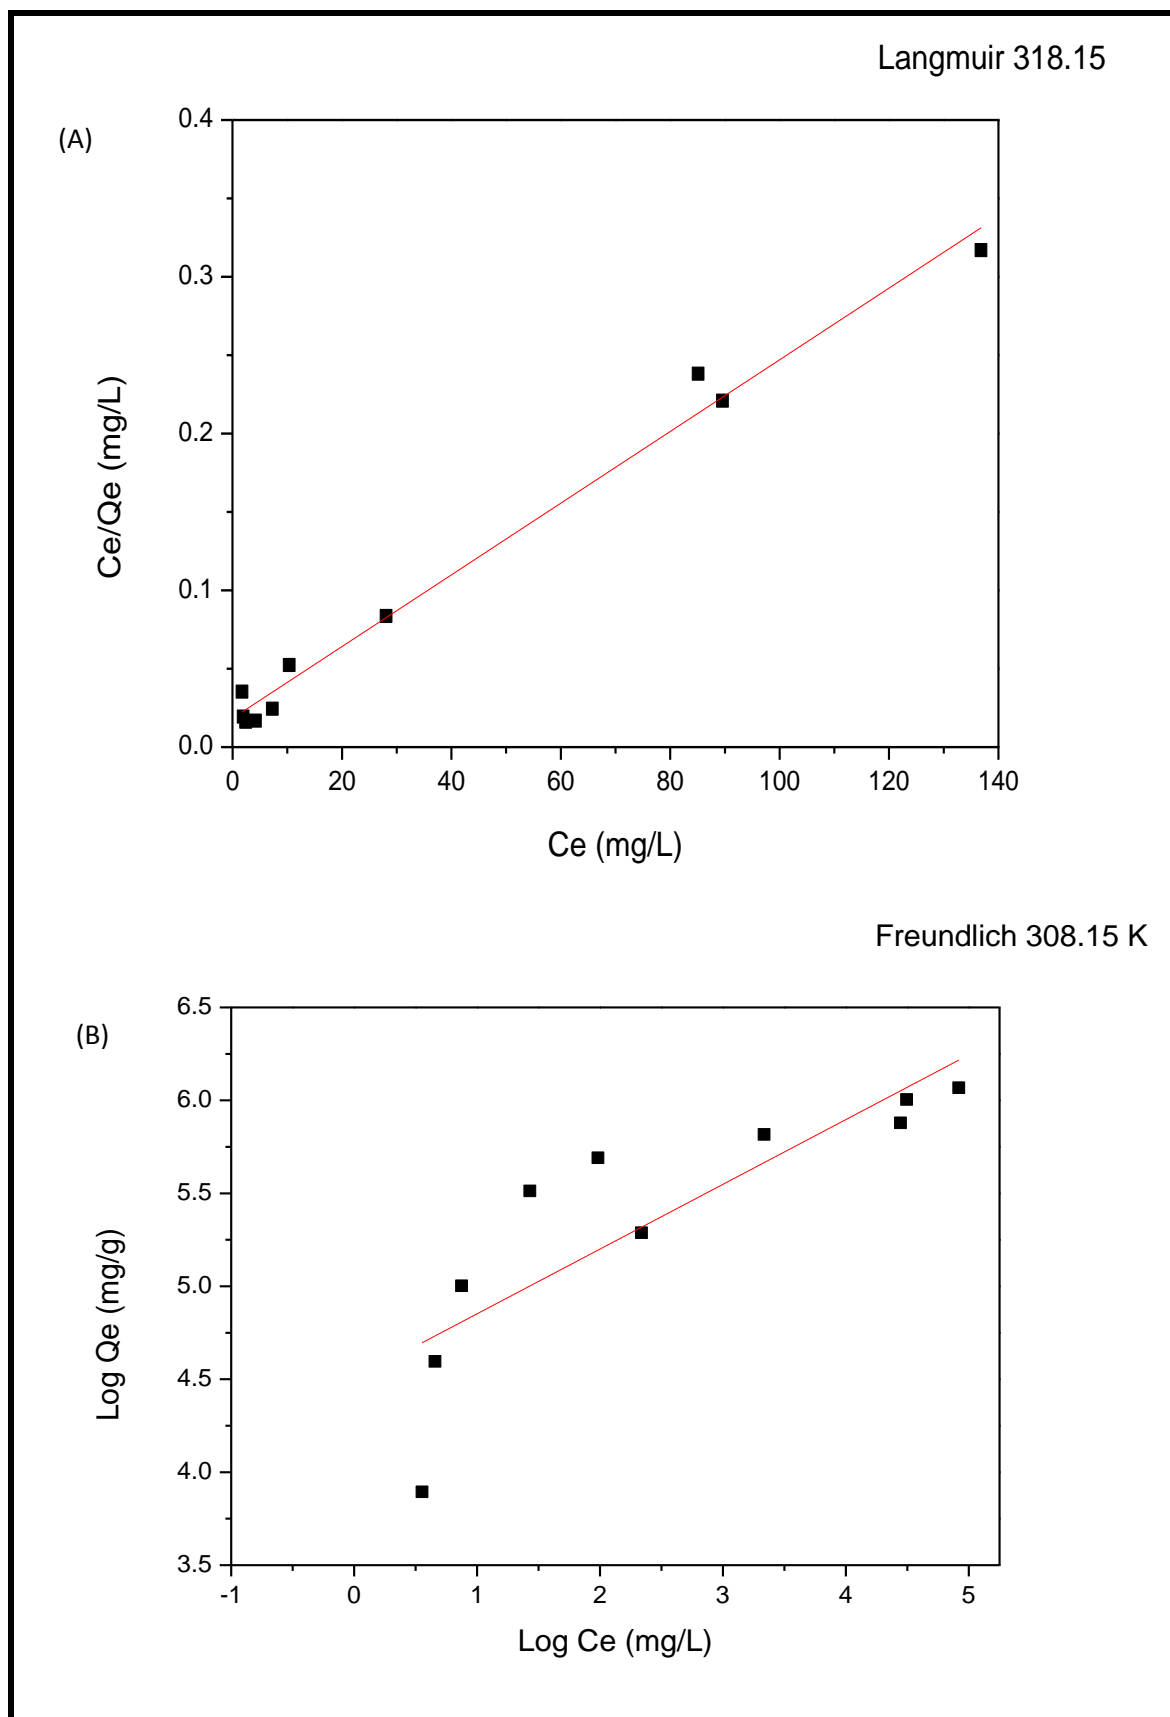 Langmuir 318.15
(A)
0.4
0.3
0.2
0.1
0.0
Ce/Qe (mg/L)
0 20 40 60 80 100 120 140
Ce (mg/L)
Freundlich 308.15 K
(B)
6.5
6.0
5.5
5.0
4.5
4.0
3.5
Log Qe (mg/g)
-1 0 1 2 3 4 5
Log Ce (mg/L)